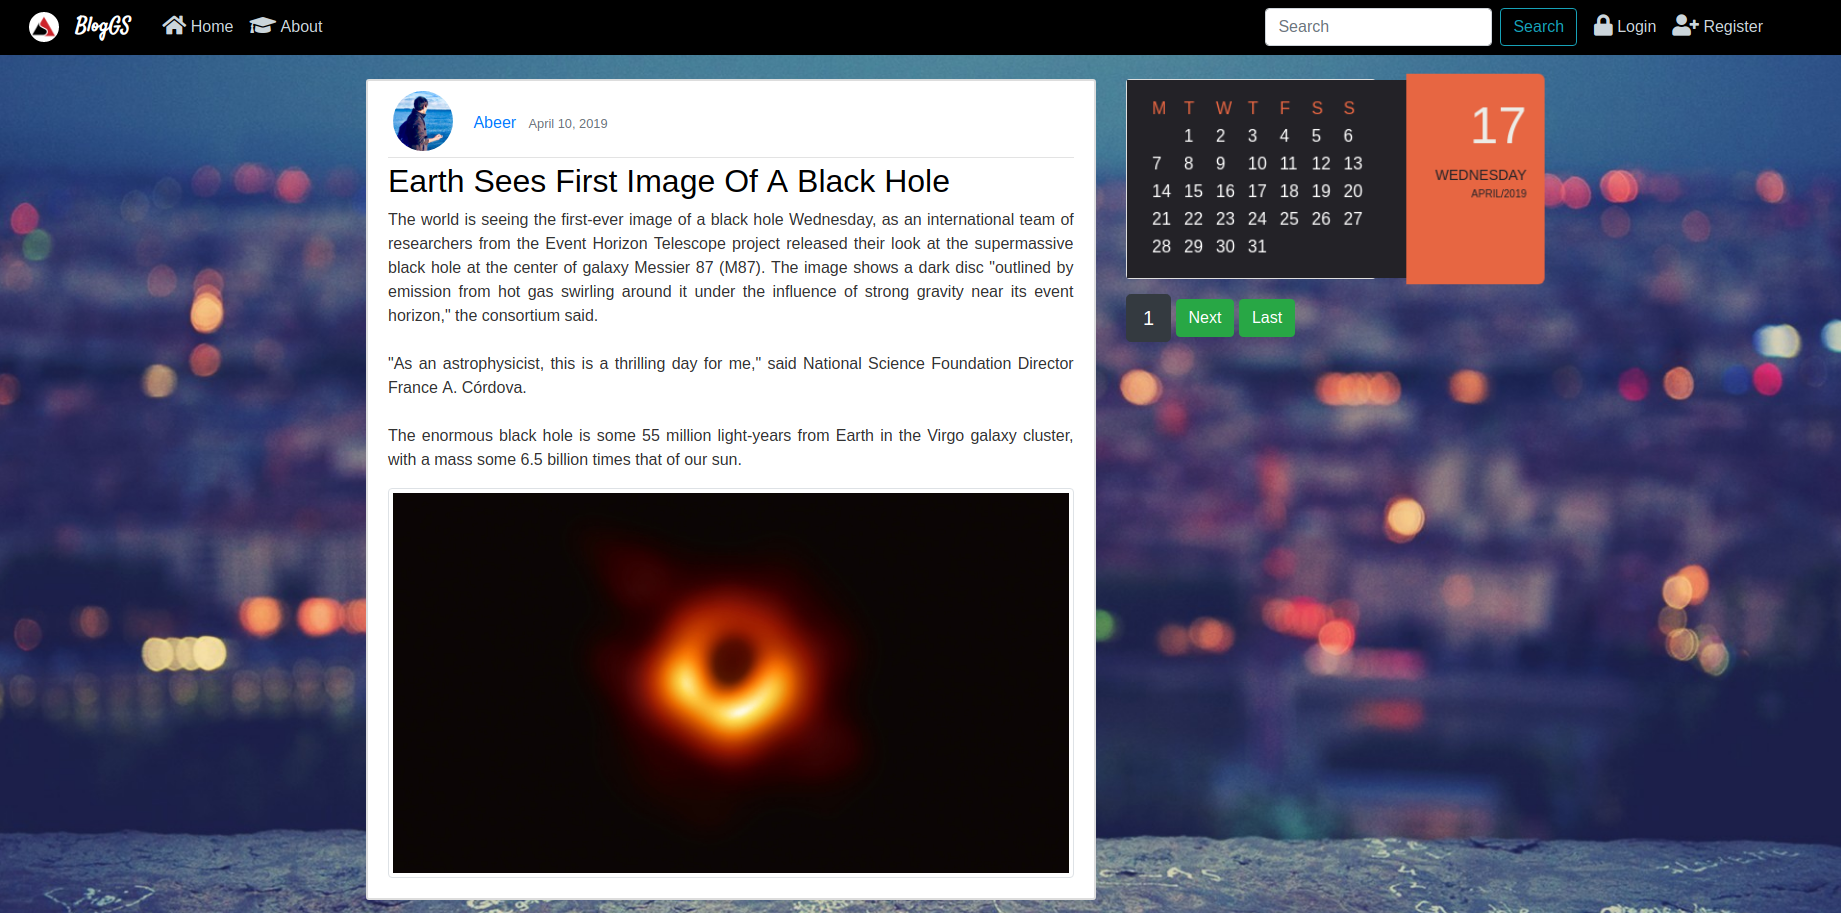 BlogGS Home About Search Search Login Register
Abeer April 10, 2019
Earth Sees First Image Of A Black Hole
The world is seeing the first-ever image of a black hole Wednesday, as an international team of
researchers from the Event Horizon Telescope project released their look at the supermassive
black hole at the center of galaxy Messier 87 (M87). The image shows a dark disc "outlined by
emission from hot gas swirling around it under the influence of strong gravity near its event
horizon," the consortium said.
"As an astrophysicist, this is a thrilling day for me," said National Science Foundation Director
France A. Córdova.
The enormous black hole is some 55 million light-years from Earth in the Virgo galaxy cluster,
with a mass some 6.5 billion times that of our sun.
M T W T F S S
1 2 3 4 5 6
7 8 9 10 11 12 13
14 15 16 17 18 19 20
21 22 23 24 25 26 27
28 29 30 31
17
WEDNESDAY
APRIL/2019
1 Next Last